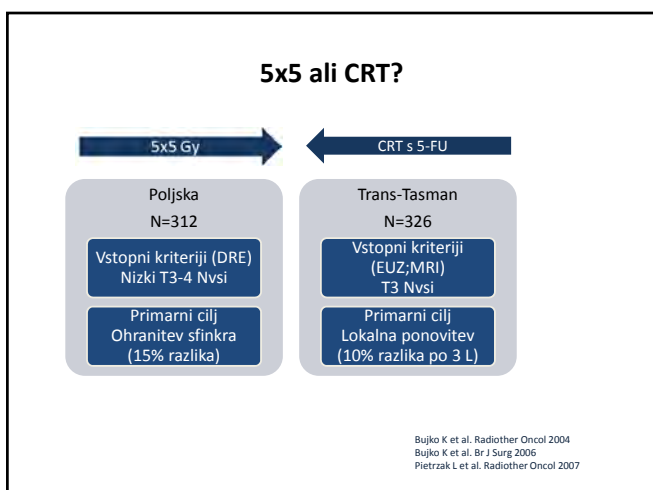 5x5 ali CRT?
5x5 Gy
CRT s 5-FU
Poljska
N=312
Vstopni kriteriji (DRE)
Nizki T3-4 Nvsi
Primarni cilj
Ohranitev sfinkra
(15% razlika)
Trans-Tasman
N=326
Vstopni kriteriji
(EUZ;MRI)
T3 Nvsi
Primarni cilj
Lokalna ponovitev
(10% razlika po 3 L)
Bujko K et al. Radiother Oncol 2004
Bujko K et al. Br J Surg 2006
Pietrzak L et al. Radiother Oncol 2007